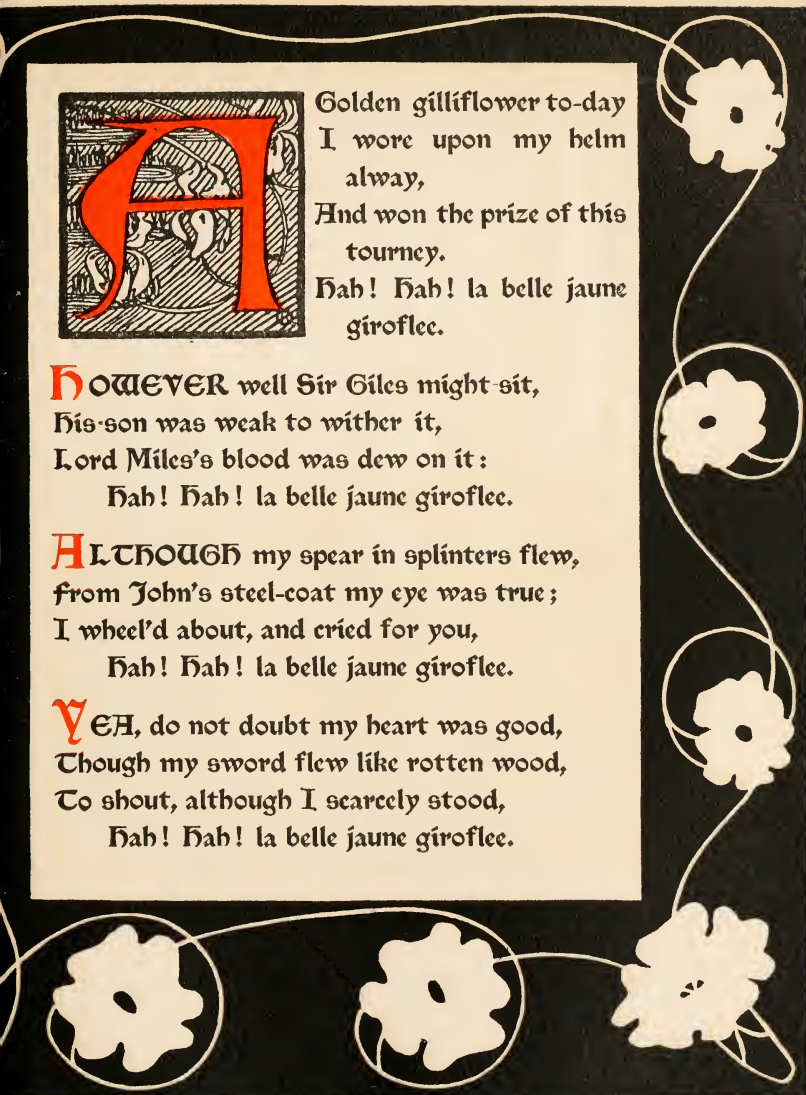 A Golden gilliflower to-day
I wore upon my helm
alway,
And won the prize of this
tourney.
Hah! Hah! la belle jaune
giroflee.
HOWEVER well Sir Giles might sit,
His son was weak to wither it,
Lord Miles's blood was dew on it:
Hah! Hah! la belle jaune giroflee.
ALTHOUGH my spear in splinters flew,
From John's steel-coat my eye was true;
I wheel'd about, and cried for you,
Hah! Hah! la belle jaune giroflee.
YEA, do not doubt my heart was good,
Though my sword flew like rotten wood,
To shout, although I scarcely stood,
Hah! Hah! la belle jaune giroflee.